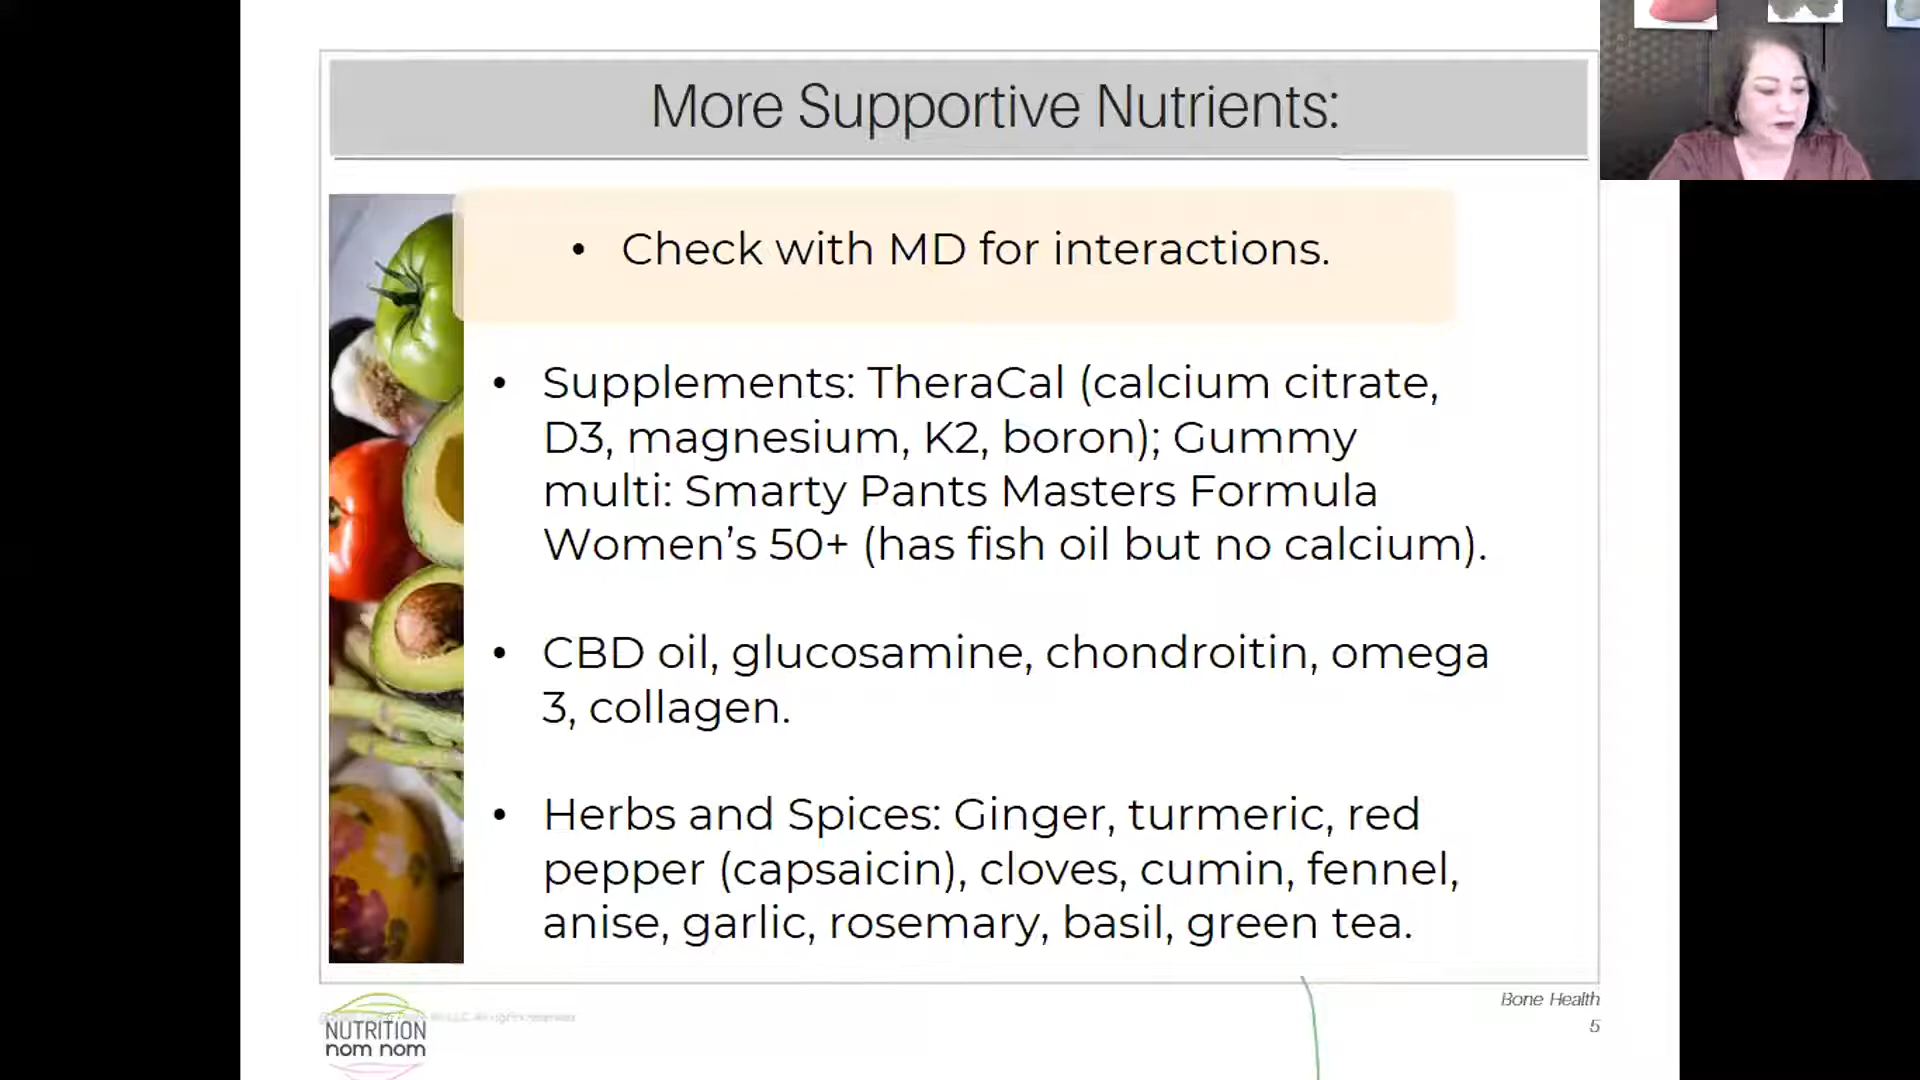 More Supportive Nutrients:
• Check with MD for interactions.
• Supplements: TheraCal (calcium citrate,
D3, magnesium, K2, boron); Gummy
multi: Smarty Pants Masters Formula
Women’s 50+ (has fish oil but no calcium).
• CBD oil, glucosamine, chondroitin, omega
3, collagen.
• Herbs and Spices: Ginger, turmeric, red
pepper (capsaicin), cloves, cumin, fennel,
anise, garlic, rosemary, basil, green tea.
Bone Health
5
All rights reserved
NUTRITION
nom nom